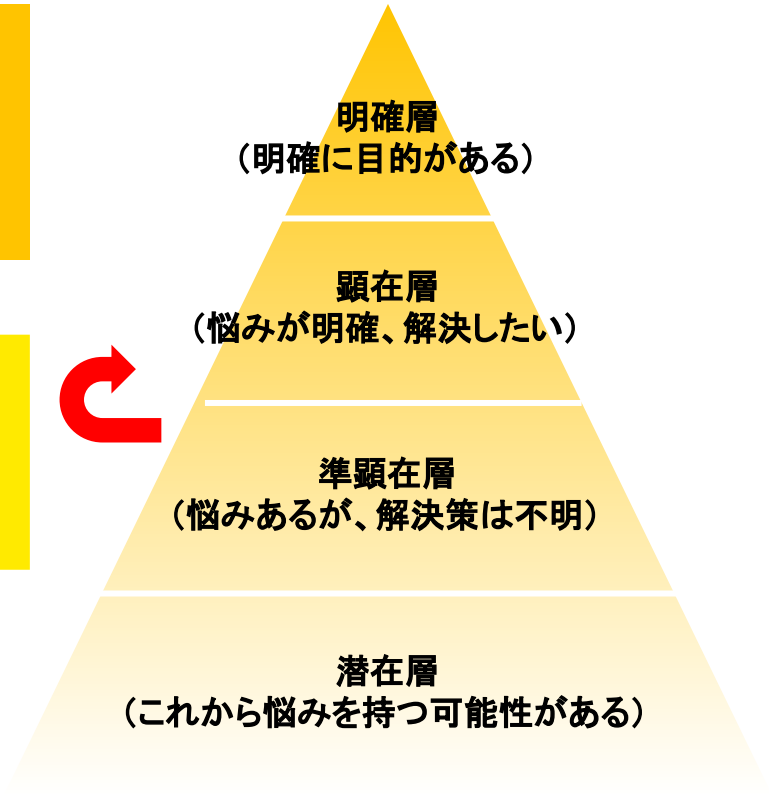 明確層
（明確に目的がある）
顕在層
（悩みが明確、解決したい）
準顕在層
（悩みあるが、解決策は不明）
潜在層
（これから悩みを持つ可能性がある）